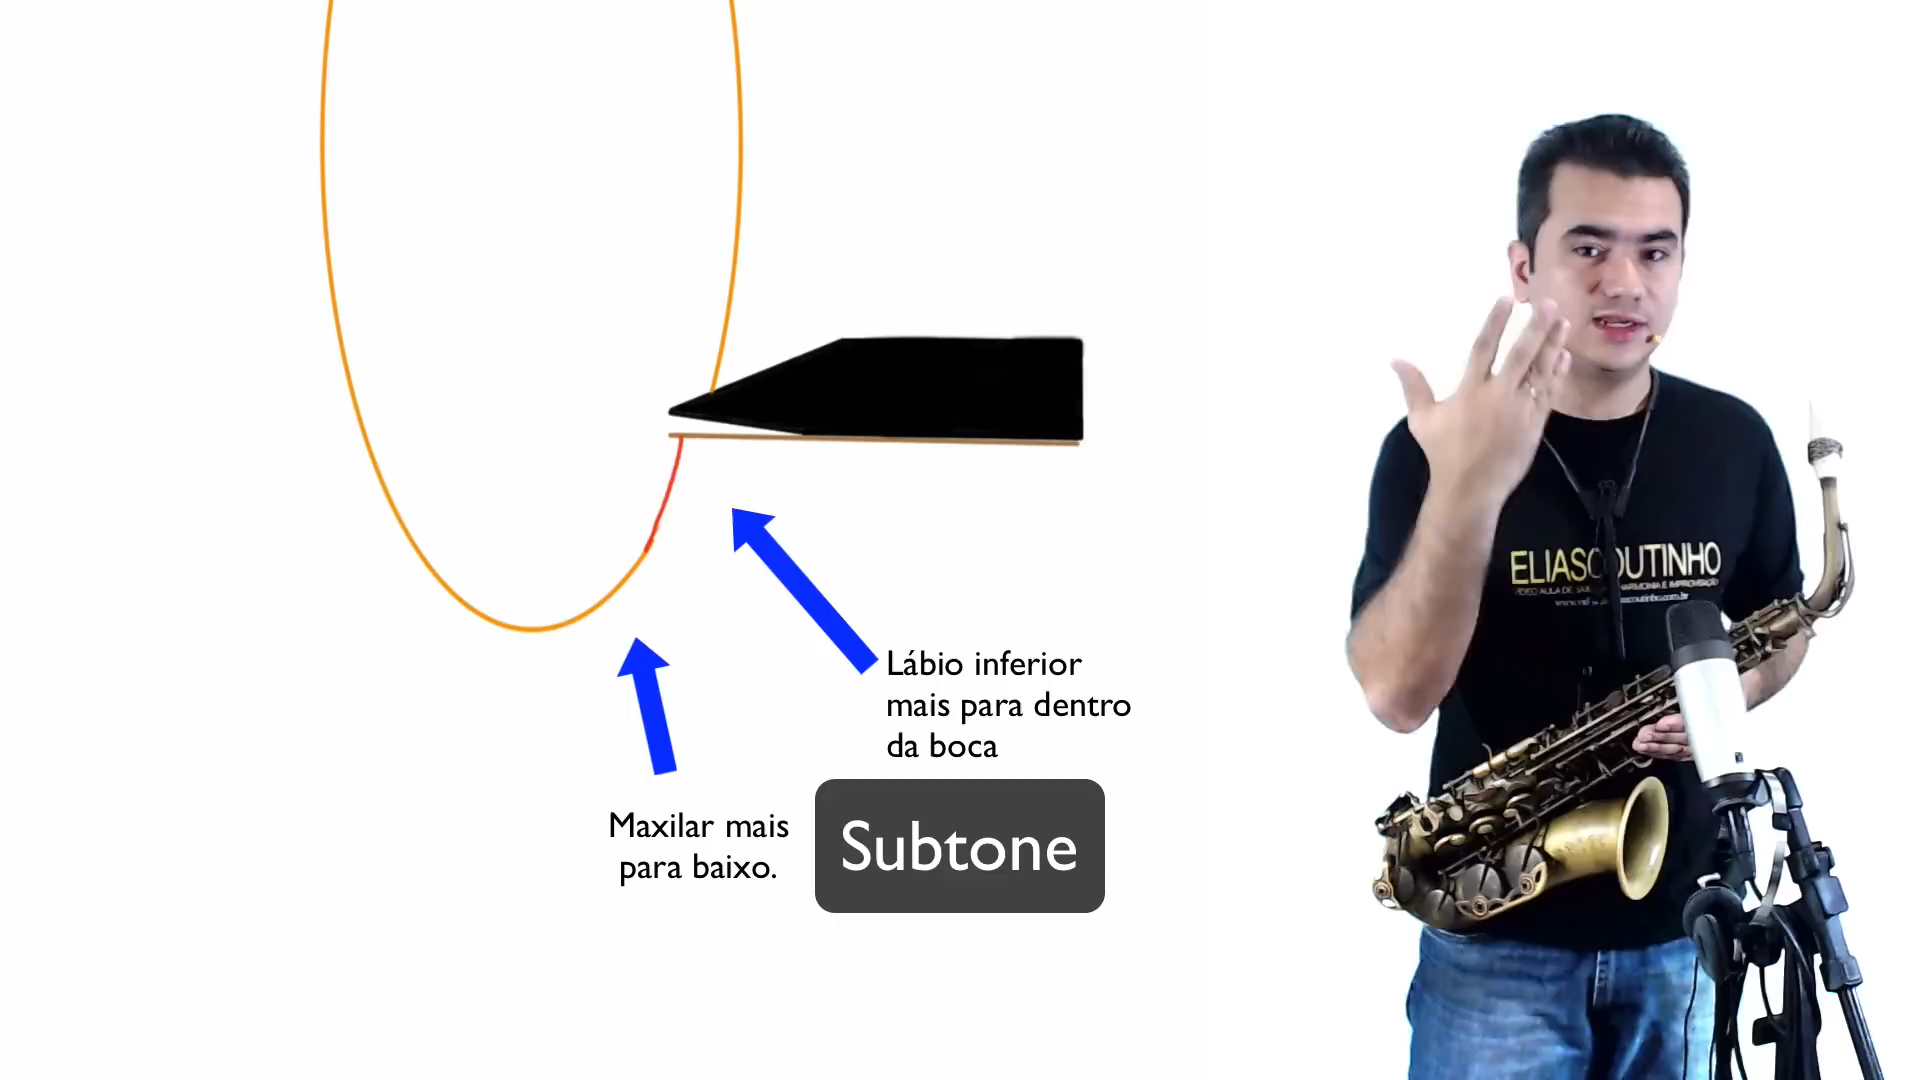 Lábio inferior
mais para dentro
da boca
Maxilar mais
para baixo.
Subtone
ELIASCOUTINHO